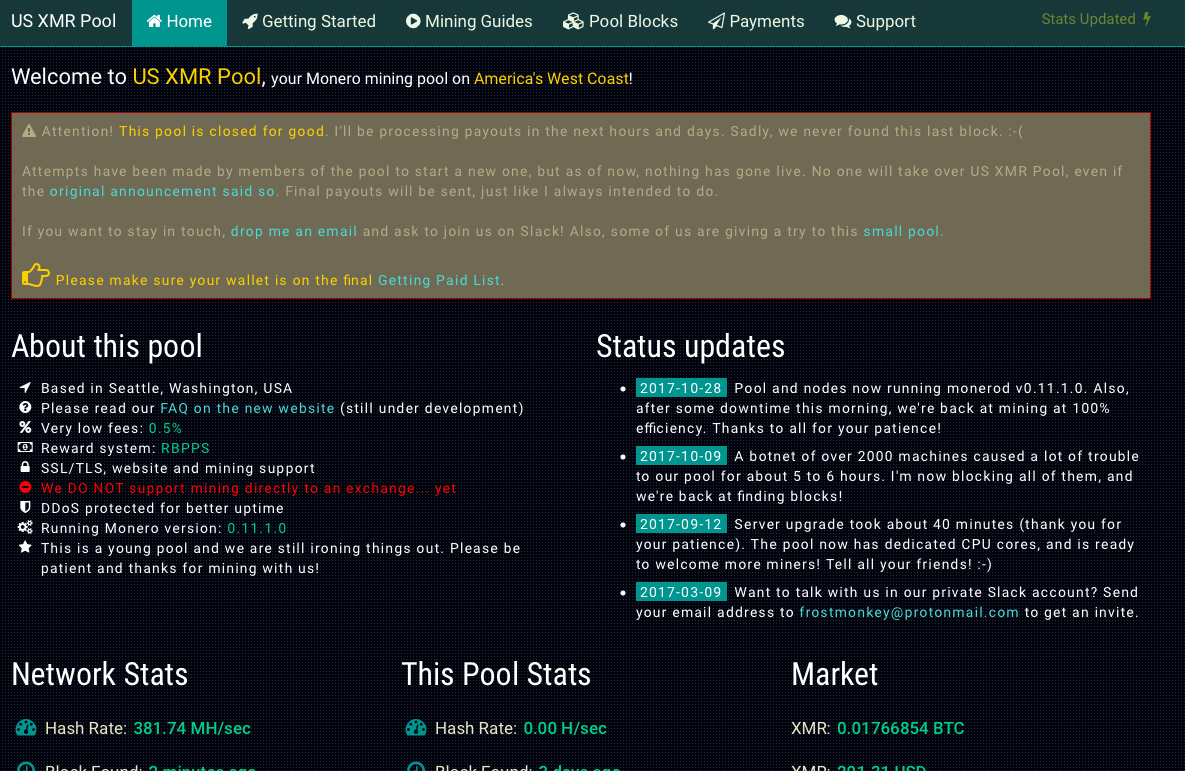 US XMR Pool Home Getting Started Mining Guides Pool Blocks Payments Support Stats Updated
Welcome to US XMR Pool, your Monero mining pool on America's West Coast!
Attention! This pool is closed for good. I'll be processing payouts in the next hours and days. Sadly, we never found this last block. :-(
Attempts have been made by members of the pool to start a new one, but as of now, nothing has gone live. No one will take over US XMR Pool, even if
the original announcement said so. Final payouts will be sent, just like I always intended to do.
If you want to stay in touch, drop me an email and ask to join us on Slack! Also, some of us are giving a try to this small pool.
Please make sure your wallet is on the final Getting Paid List.
About this pool
Based in Seattle, Washington, USA
Please read our FAQ on the new website (still under development)
Very low fees: 0.5%
Reward system: RBPPS
SSL/TLS, website and mining support
We DO NOT support mining directly to an exchange... yet
DDoS protected for better uptime
Running Monero version: 0.11.1.0
This is a young pool and we are still ironing things out. Please be
patient and thanks for mining with us!
Status updates
2017-10-28 Pool and nodes now running monerod v0.11.1.0. Also,
after some downtime this morning, we're back at mining at 100%
efficiency. Thanks to all for your patience!
2017-10-09 A botnet of over 2000 machines caused a lot of trouble
to our pool for about 5 to 6 hours. I'm now blocking all of them, and
we're back at finding blocks!
2017-09-12 Server upgrade took about 40 minutes (thank you for
your patience). The pool now has dedicated CPU cores, and is ready
to welcome more miners! Tell all your friends! :-)
2017-03-09 Want to talk with us in our private Slack account? Send
your email address to frostmonkey@protonmail.com to get an invite.
Network Stats
Hash Rate: 381.74 MH/sec
Block Found: 2 minutes ago
This Pool Stats
Hash Rate: 0.00 H/sec
Block Found: 3 days ago
Market
XMR: 0.01766854 BTC
XMR: 201.31 USD